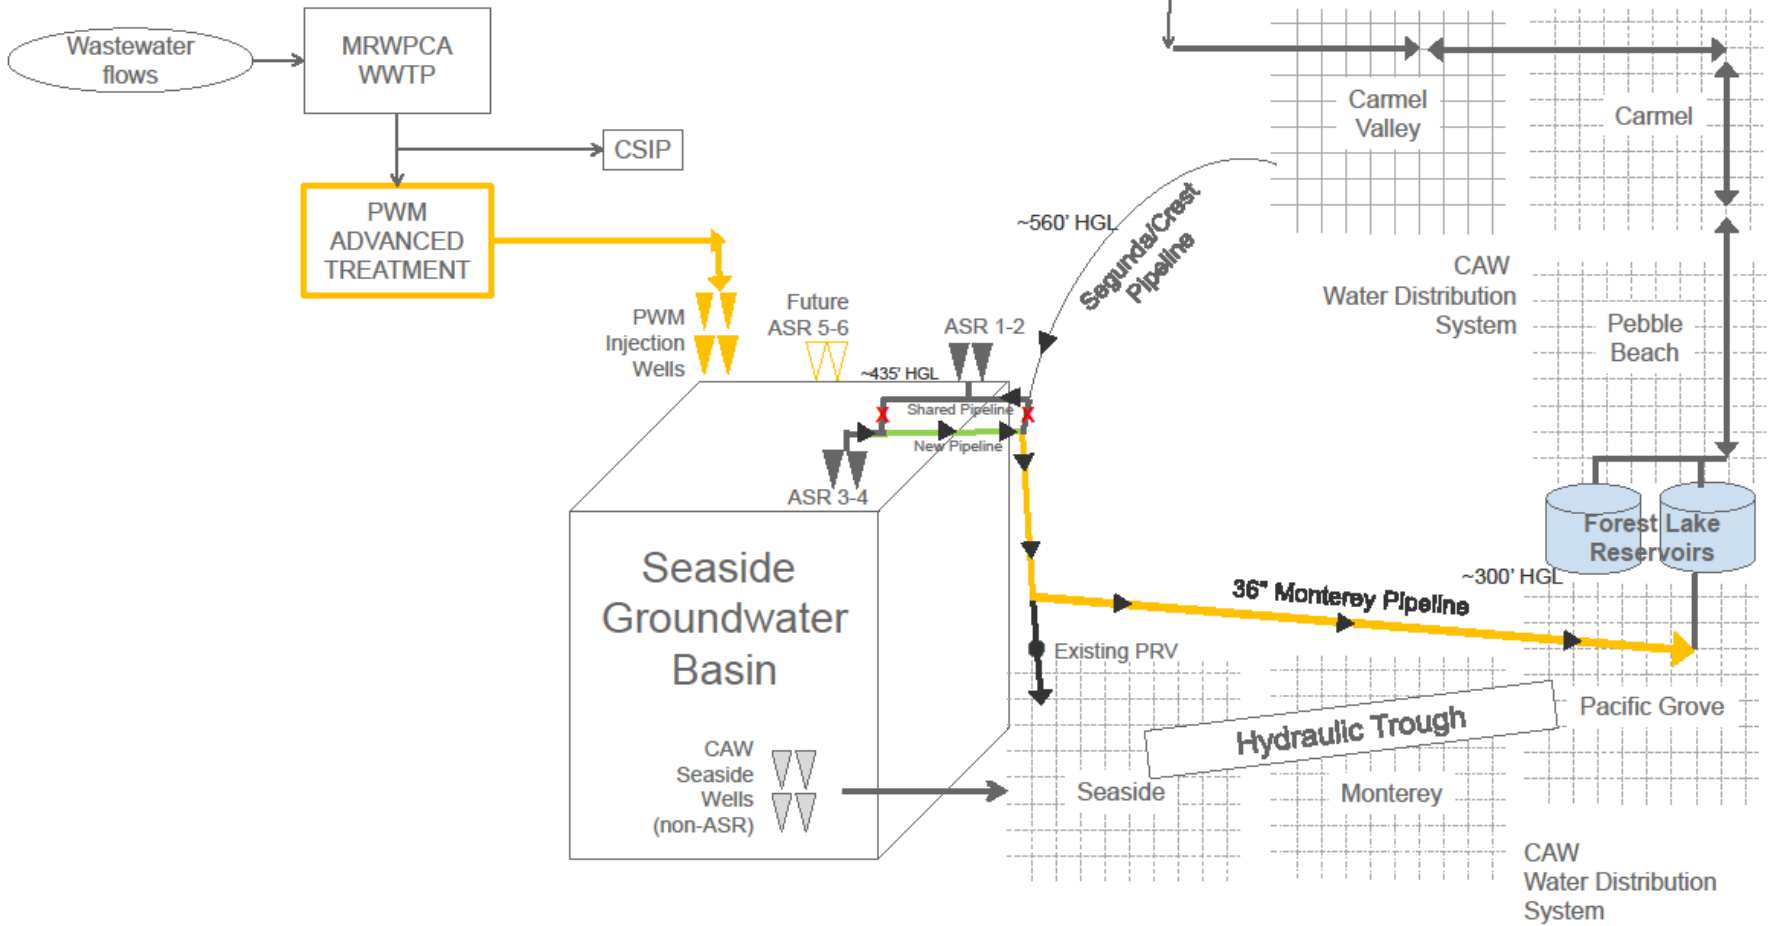 Wastewater
flows
MRWPCA
WWTP
CSIP
PWM
ADVANCED
TREATMENT
Carmel
Valley
Carmel
~560' HGL
Segunda/Crest
Pipeline
CAW
Water Distribution
System
Pebble
Beach
PWM
Injection
Wells
Future
ASR 5-6
ASR 1-2
~435' HGL
X
Shared Pipeline
X
New Pipeline
ASR 3-4
Forest Lake
Reservoirs
Seaside
Groundwater
Basin
~300' HGL
36" Monterey Pipeline
Existing PRV
Pacific Grove
Hydraulic Trough
CAW
Seaside
Wells
(non-ASR)
Seaside
Monterey
CAW
Water Distribution
System